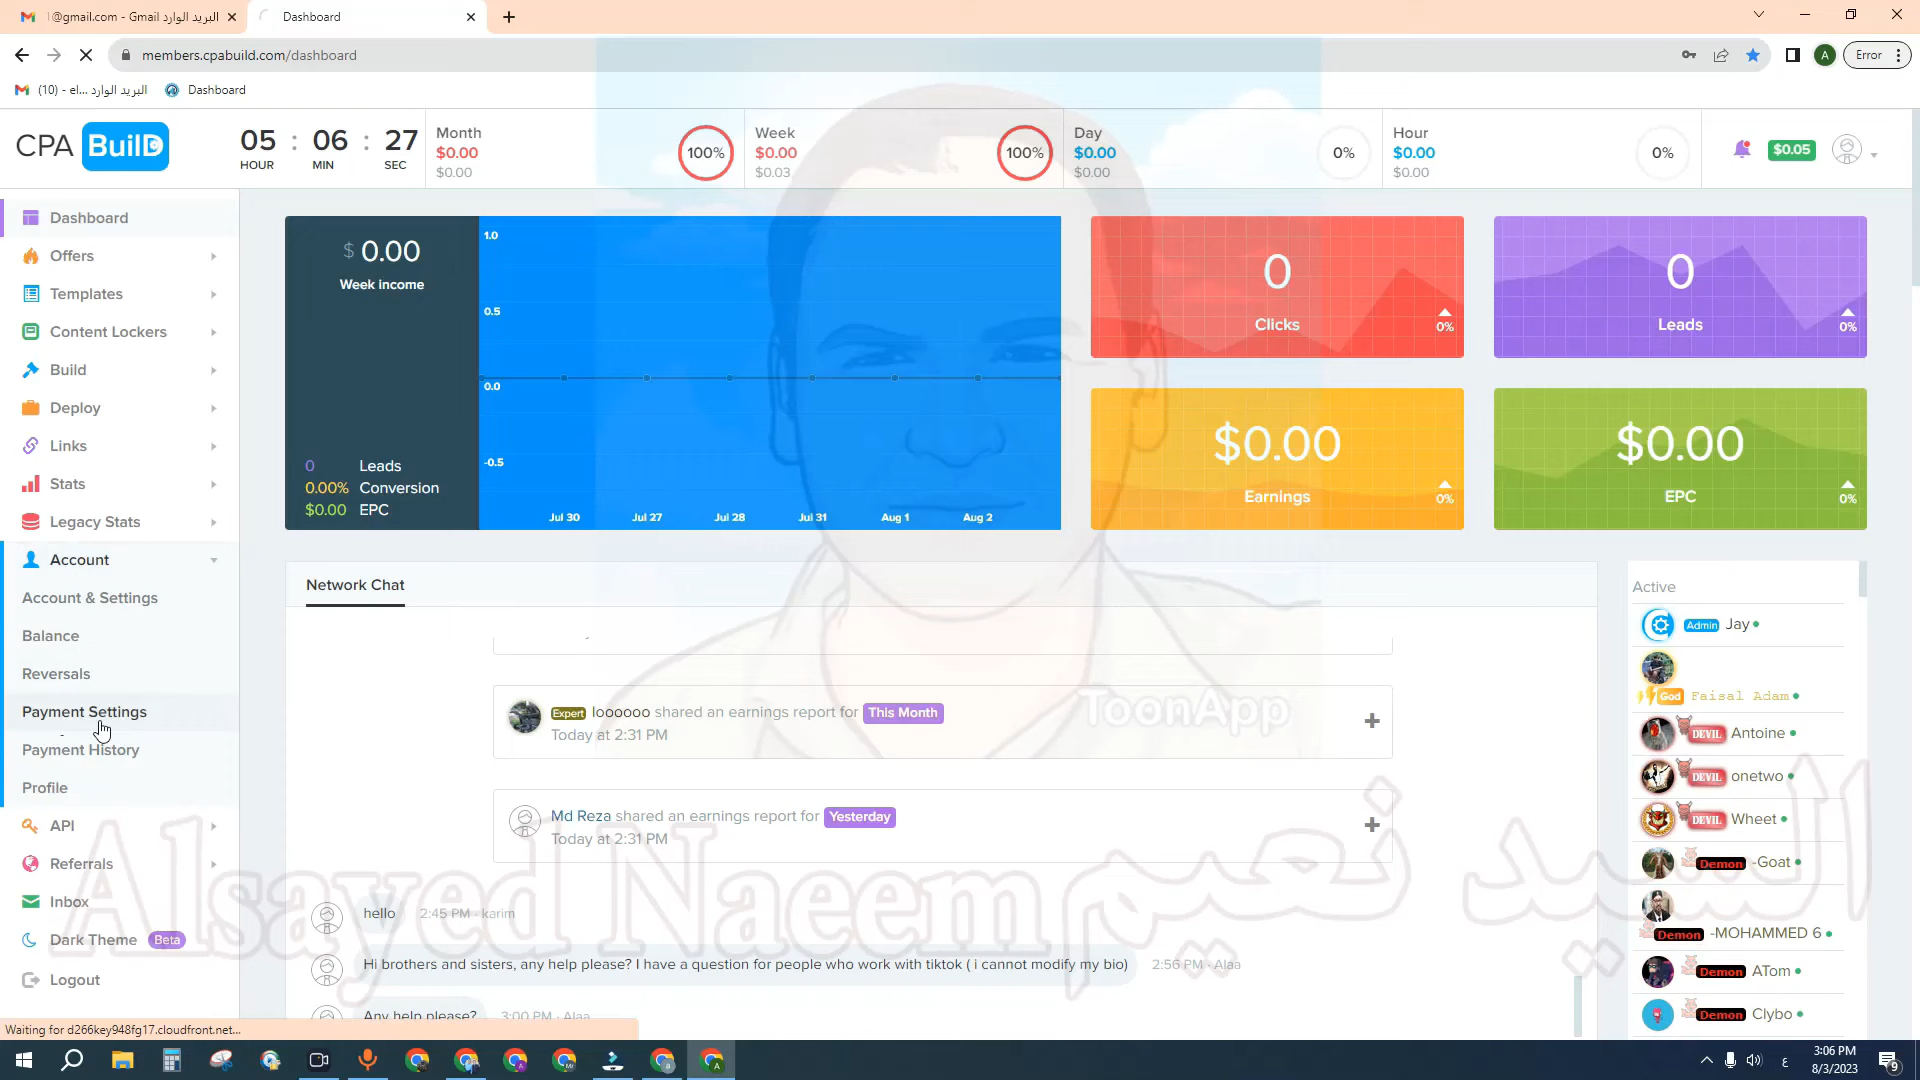 1@gmail.com - Gmail البريد الوارد
Dashboard
members.cpabuild.com/dashboard
Error
(10) - el... البريد الوارد
Dashboard
CPA BuilD
05 : 06 : 27
HOUR MIN SEC
Month
$0.00
$0.00
100%
Week
$0.00
$0.03
100%
Day
$0.00
$0.00
0%
Hour
$0.00
$0.00
0%
$0.05
Dashboard
Offers
Templates
Content Lockers
Build
Deploy
Links
Stats
Legacy Stats
Account
Account & Settings
Balance
Reversals
Payment Settings
Payment History
Profile
API
Referrals
Inbox
Dark Theme Beta
Logout
$ 0.00
Week income
0 Leads
0.00% Conversion
$0.00 EPC
1.0
0.5
0.0
-0.5
Jul 30 Jul 27 Jul 28 Jul 31 Aug 1 Aug 2
0
Clicks
0%
0
Leads
0%
$0.00
Earnings
0%
$0.00
EPC
0%
Network Chat
Expert loooooo shared an earnings report for This Month
Today at 2:31 PM
Md Reza shared an earnings report for Yesterday
Today at 2:31 PM
hello 2:45 PM · karim
Hi brothers and sisters, any help please? I have a question for people who work with tiktok ( i cannot modify my bio) 2:56 PM · Alaa
Any help please? 3:00 PM · Alaa
Active
Admin Jay
God Faisal Adam
DEVIL Antoine
DEVIL onetwo
DEVIL Wheet
Demon -Goat
Demon -MOHAMMED 6
Demon ATom
Demon Clybo
ToonApp
Alsayed Naeem السيد نعيم
Waiting for d266key948fg17.cloudfront.net...
ع
3:06 PM
8/3/2023
9